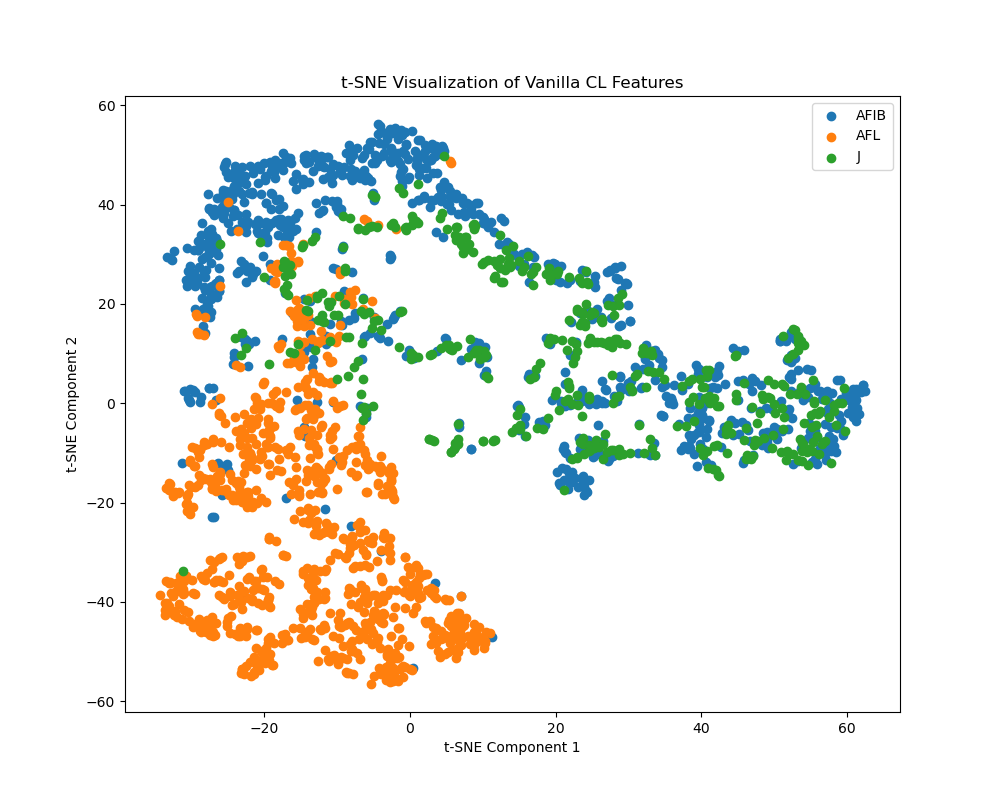 t-SNE Visualization of Vanilla CL Features
AFIB
AFL
J
60
40
20
0
−20
−40
−60
t-SNE Component 2
−20
0
20
40
60
t-SNE Component 1